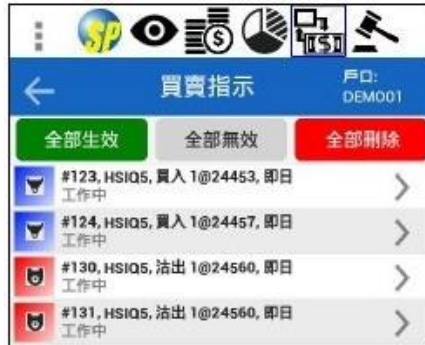 SP
買賣指示
戶口:
DEMO01
全部生效
全部無效
全部刪除
#123, HSIQ5, 買入 1@24453, 即日
工作中
#124, HSIQ5, 買入 1@24457, 即日
工作中
#130, HSIQ5, 沽出 1@24560, 即日
工作中
#131, HSIQ5, 沽出 1@24560, 即日
工作中